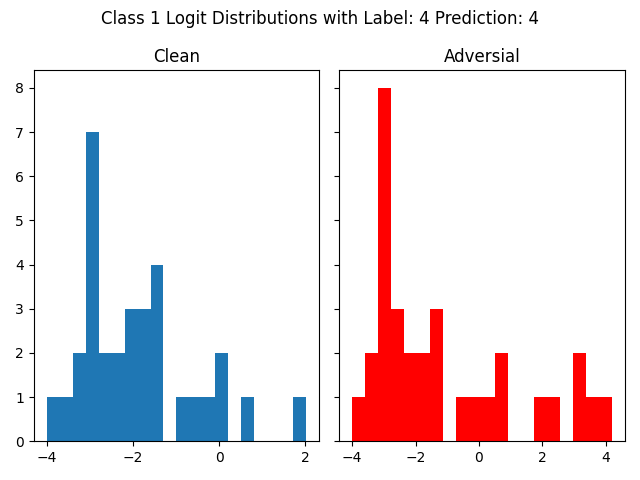 Class 1 Logit Distributions with Label: 4 Prediction: 4
Clean
Adversial
8
7
6
5
4
3
2
1
0
−4 −2 0 2
−4 −2 0 2 4